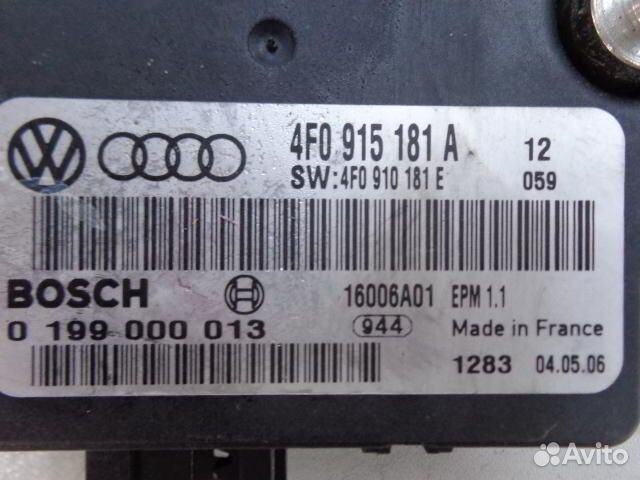 4F0 915 181 A 12
SW:4F0 910 181 E 059
BOSCH 16006A01 EPM 1.1
0 199 000 013 944 Made in France
1283 04.05.06
Avito